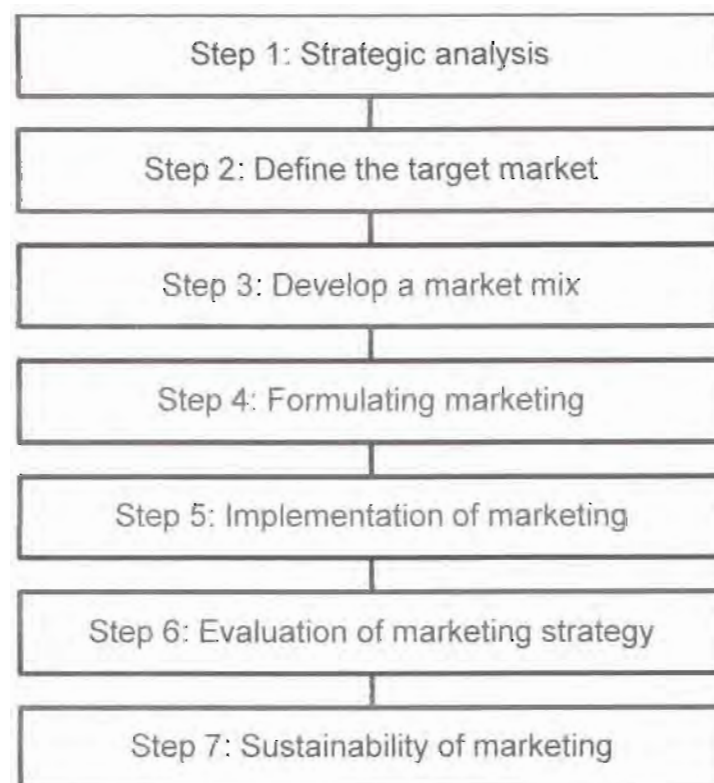 Step 1: Strategic analysis
Step 2: Define the target market
Step 3: Develop a market mix
Step 4: Formulating marketing
Step 5: Implementation of marketing
Step 6: Evaluation of marketing strategy
Step 7: Sustainability of marketing